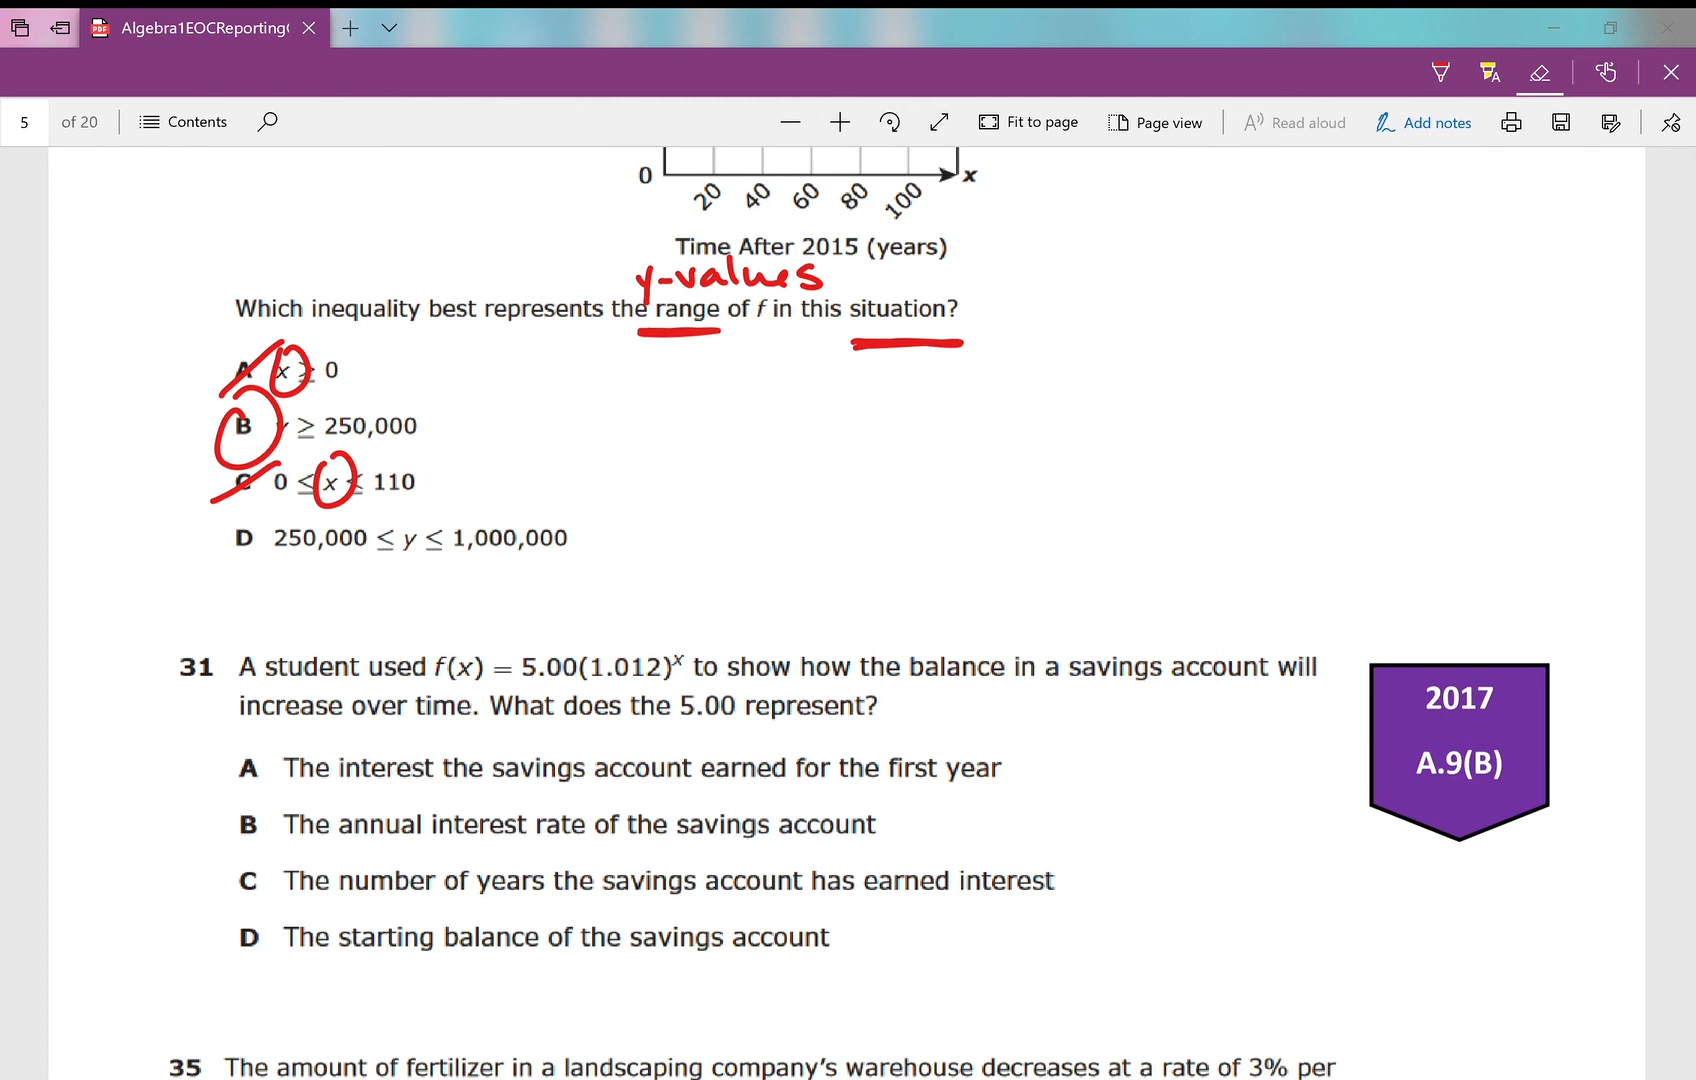 Algebra1EOCReporting(
5 of 20 Contents Fit to page Page view Read aloud Add notes
0 x
20 40 60 80 100
Time After 2015 (years)
y-values
Which inequality best represents the range of f in this situation?
A x ≥ 0
B y ≥ 250,000
C 0 ≤ x ≤ 110
D 250,000 ≤ y ≤ 1,000,000
31 A student used f(x) = 5.00(1.012)ˣ to show how the balance in a savings account will
increase over time. What does the 5.00 represent?
A The interest the savings account earned for the first year
B The annual interest rate of the savings account
C The number of years the savings account has earned interest
D The starting balance of the savings account
2017
A.9(B)
35 The amount of fertilizer in a landscaping company's warehouse decreases at a rate of 3% per